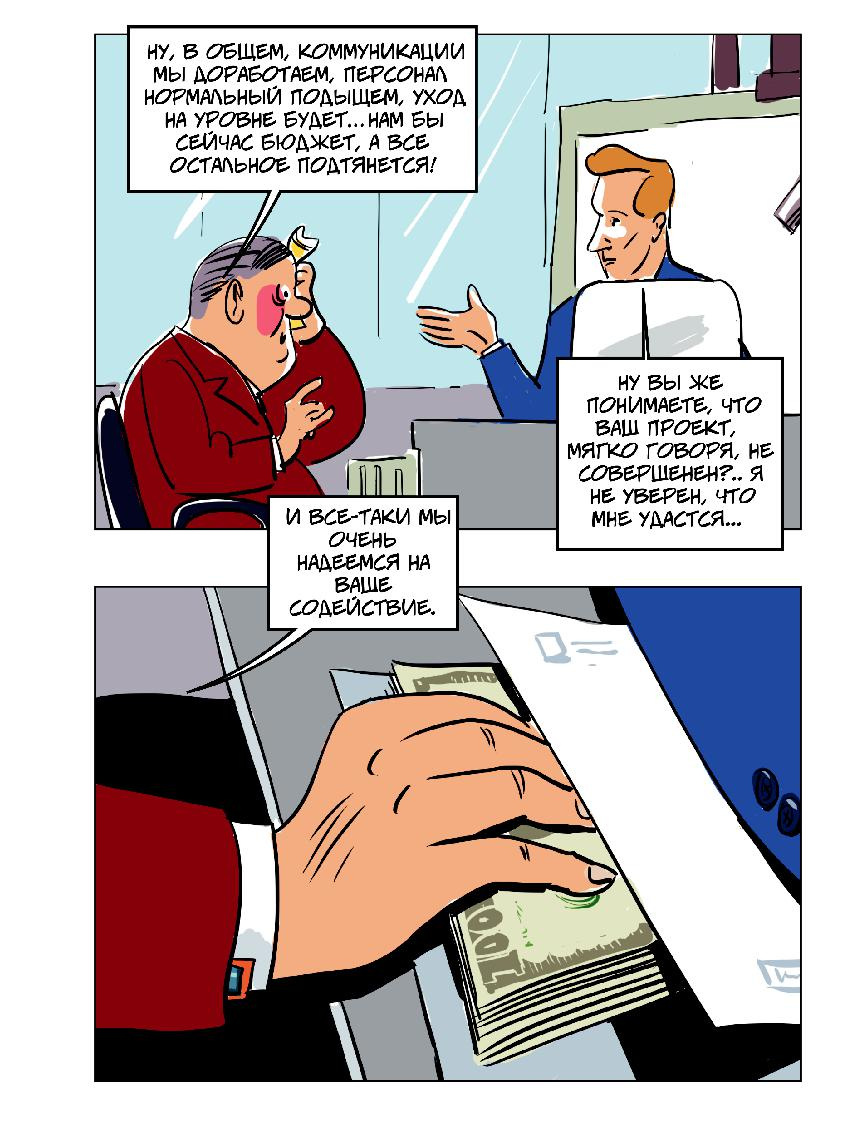 НУ, В ОБЩЕМ, КОММУНИКАЦИИ
МЫ ДОРАБОТАЕМ, ПЕРСОНАЛ
НОРМАЛЬНЫЙ ПОДЫЩЕМ, УХОД
НА УРОВНЕ БУДЕТ...НАМ БЫ
СЕЙЧАС БЮДЖЕТ, А ВСЕ
ОСТАЛЬНОЕ ПОДТЯНЕТСЯ!
НУ ВЫ ЖЕ
ПОНИМАЕТЕ, ЧТО
ВАШ ПРОЕКТ,
МЯГКО ГОВОРЯ, НЕ
СОВЕРШЕНЕН?.. Я
НЕ УВЕРЕН, ЧТО
МНЕ УДАСТСЯ...
И ВСЕ-ТАКИ МЫ
ОЧЕНЬ
НАДЕЕМСЯ НА
ВАШЕ
СОДЕЙСТВИЕ.
100